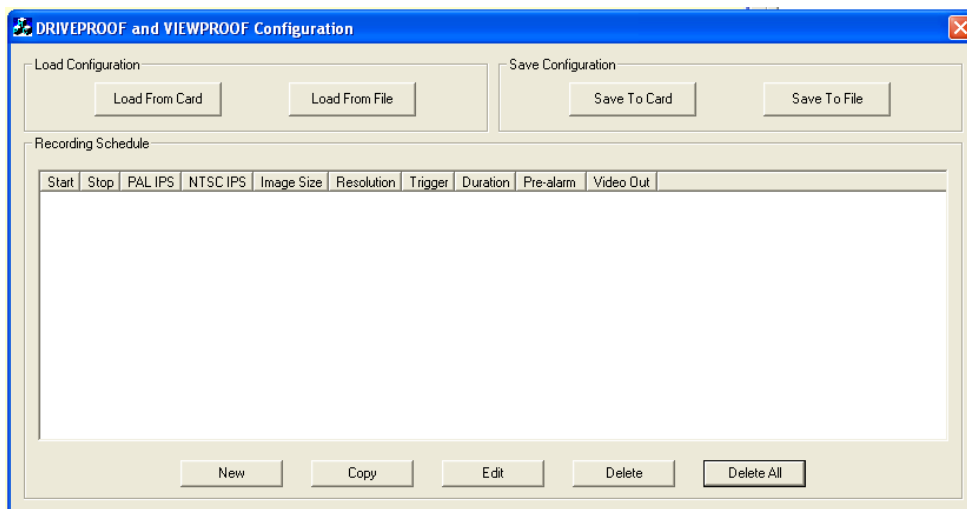 DRIVEPROOF and VIEWPROOF Configuration
Load Configuration
Save Configuration
Load From Card
Load From File
Save To Card
Save To File
Recording Schedule
Start Stop PAL IPS NTSC IPS Image Size Resolution Trigger Duration Pre-alarm Video Out
New Copy Edit Delete Delete All